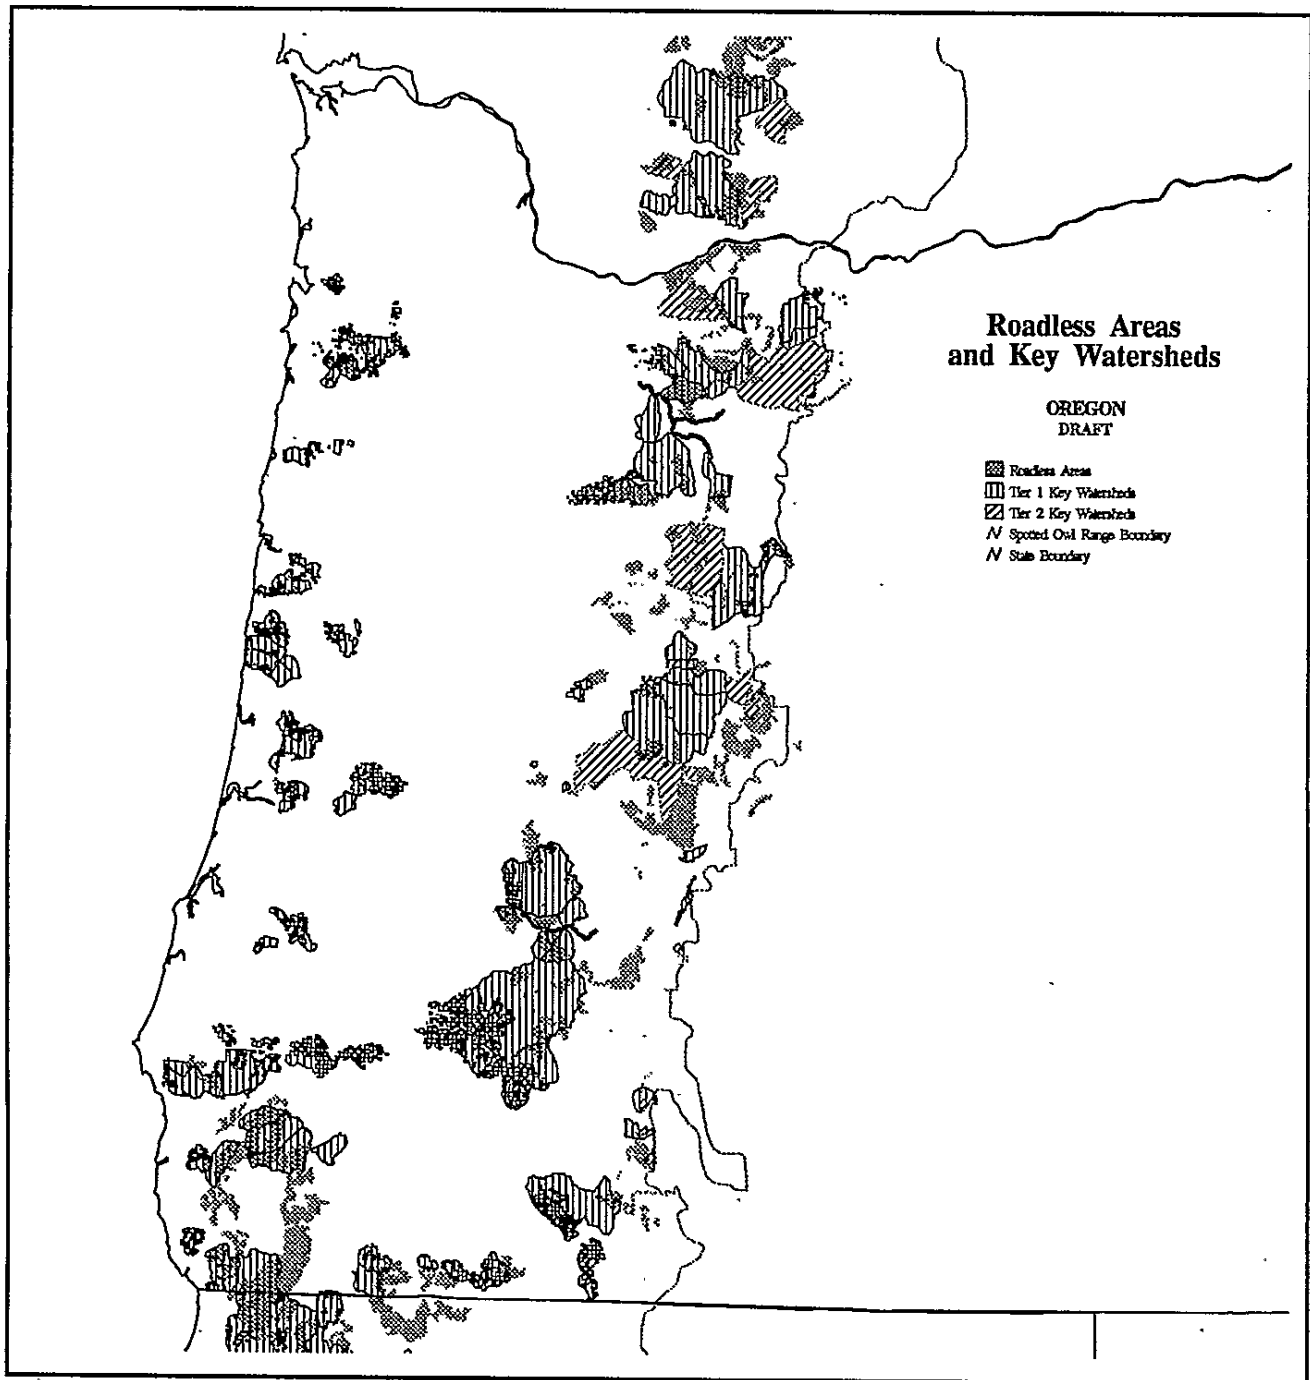 Roadless Areas
and Key Watersheds
OREGON
DRAFT
Roadless Areas
Tier 1 Key Watersheds
Tier 2 Key Watersheds
Spotted Owl Range Boundary
State Boundary